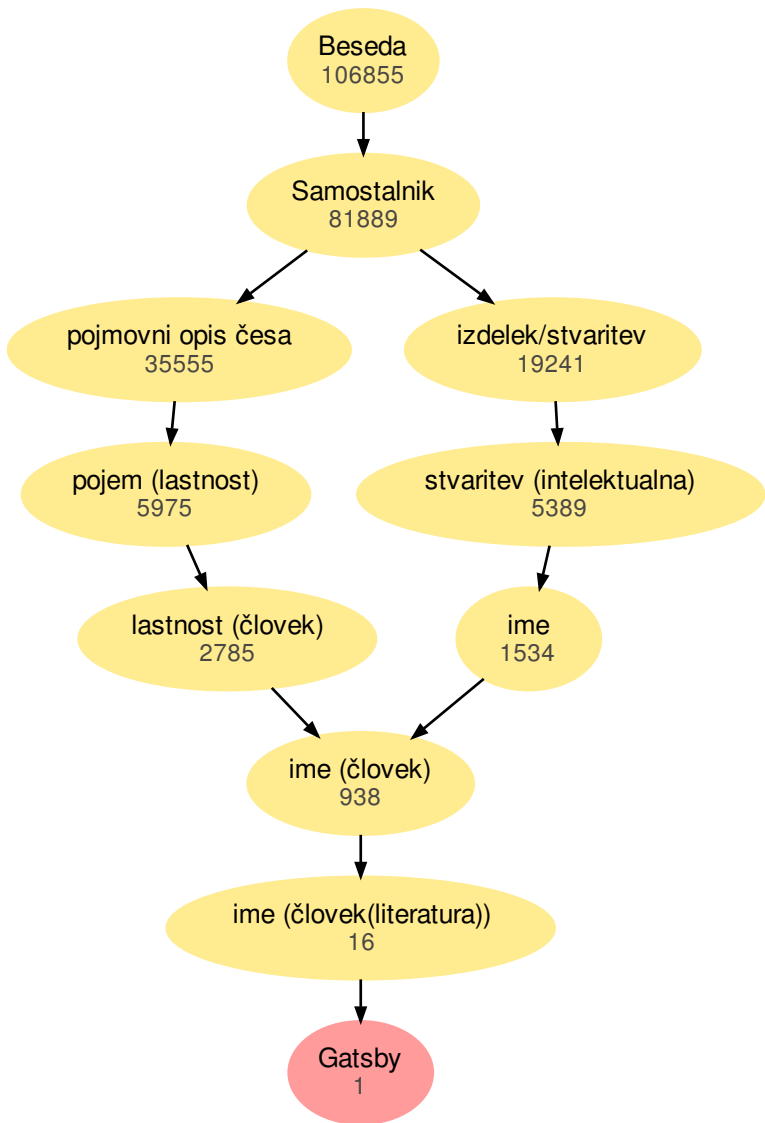 Beseda
106855
Samostalnik
81889
pojmovni opis česa
35555
izdelek/stvaritev
19241
pojem (lastnost)
5975
stvaritev (intelektualna)
5389
lastnost (človek)
2785
ime
1534
ime (človek)
938
ime (človek(literatura))
16
Gatsby
1